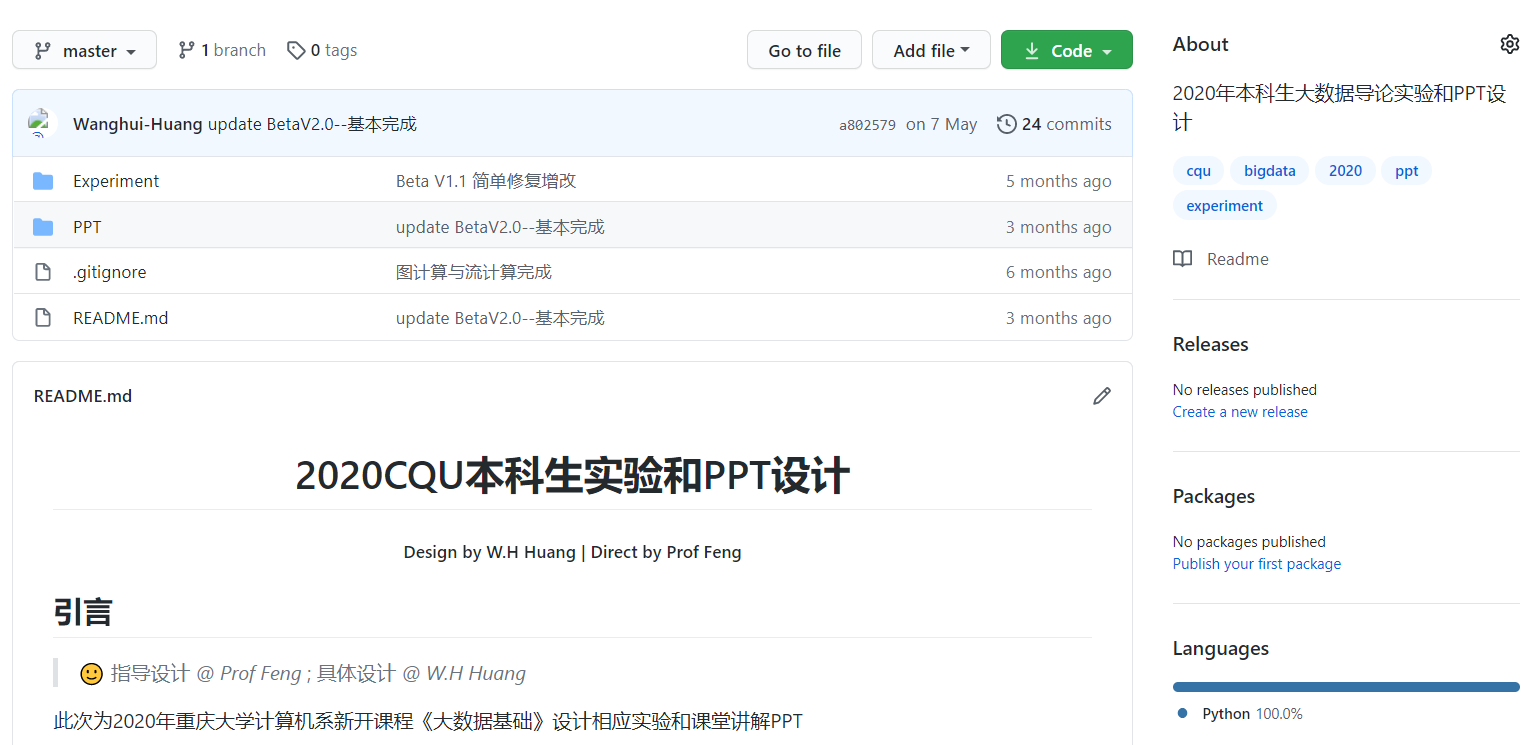 master
1 branch
0 tags
Go to file
Add file
Code
Wanghui-Huang update BetaV2.0--基本完成
a802579 on 7 May
24 commits
Experiment
Beta V1.1 简单修复增改
5 months ago
PPT
update BetaV2.0--基本完成
3 months ago
.gitignore
图计算与流计算完成
6 months ago
README.md
update BetaV2.0--基本完成
3 months ago
README.md
2020CQU本科生实验和PPT设计
Design by W.H Huang | Direct by Prof Feng
引言
指导设计 @ Prof Feng ; 具体设计 @ W.H Huang
此次为2020年重庆大学计算机系新开课程《大数据基础》设计相应实验和课堂讲解PPT
About
2020年本科生大数据导论实验和PPT设
计
cqu
bigdata
2020
ppt
experiment
Readme
Releases
No releases published
Create a new release
Packages
No packages published
Publish your first package
Languages
Python 100.0%